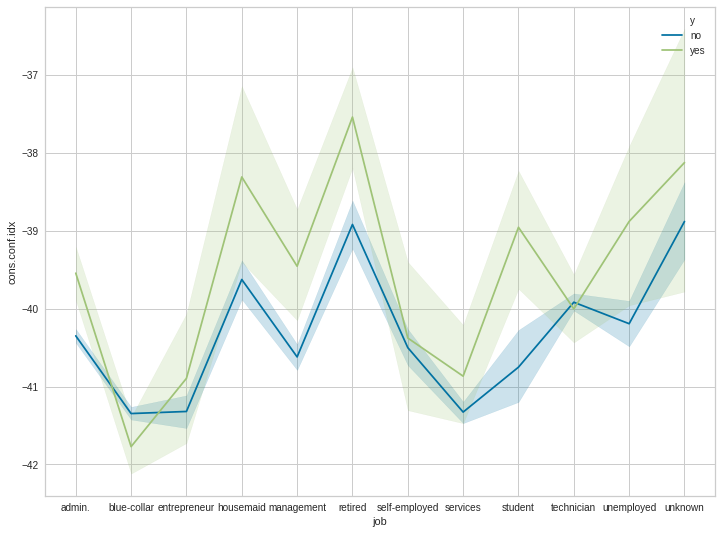 y
no
yes
−37
−38
−39
−40
−41
−42
cons.conf.idx
admin. blue-collar entrepreneur housemaid management retired self-employed services student technician unemployed unknown
job